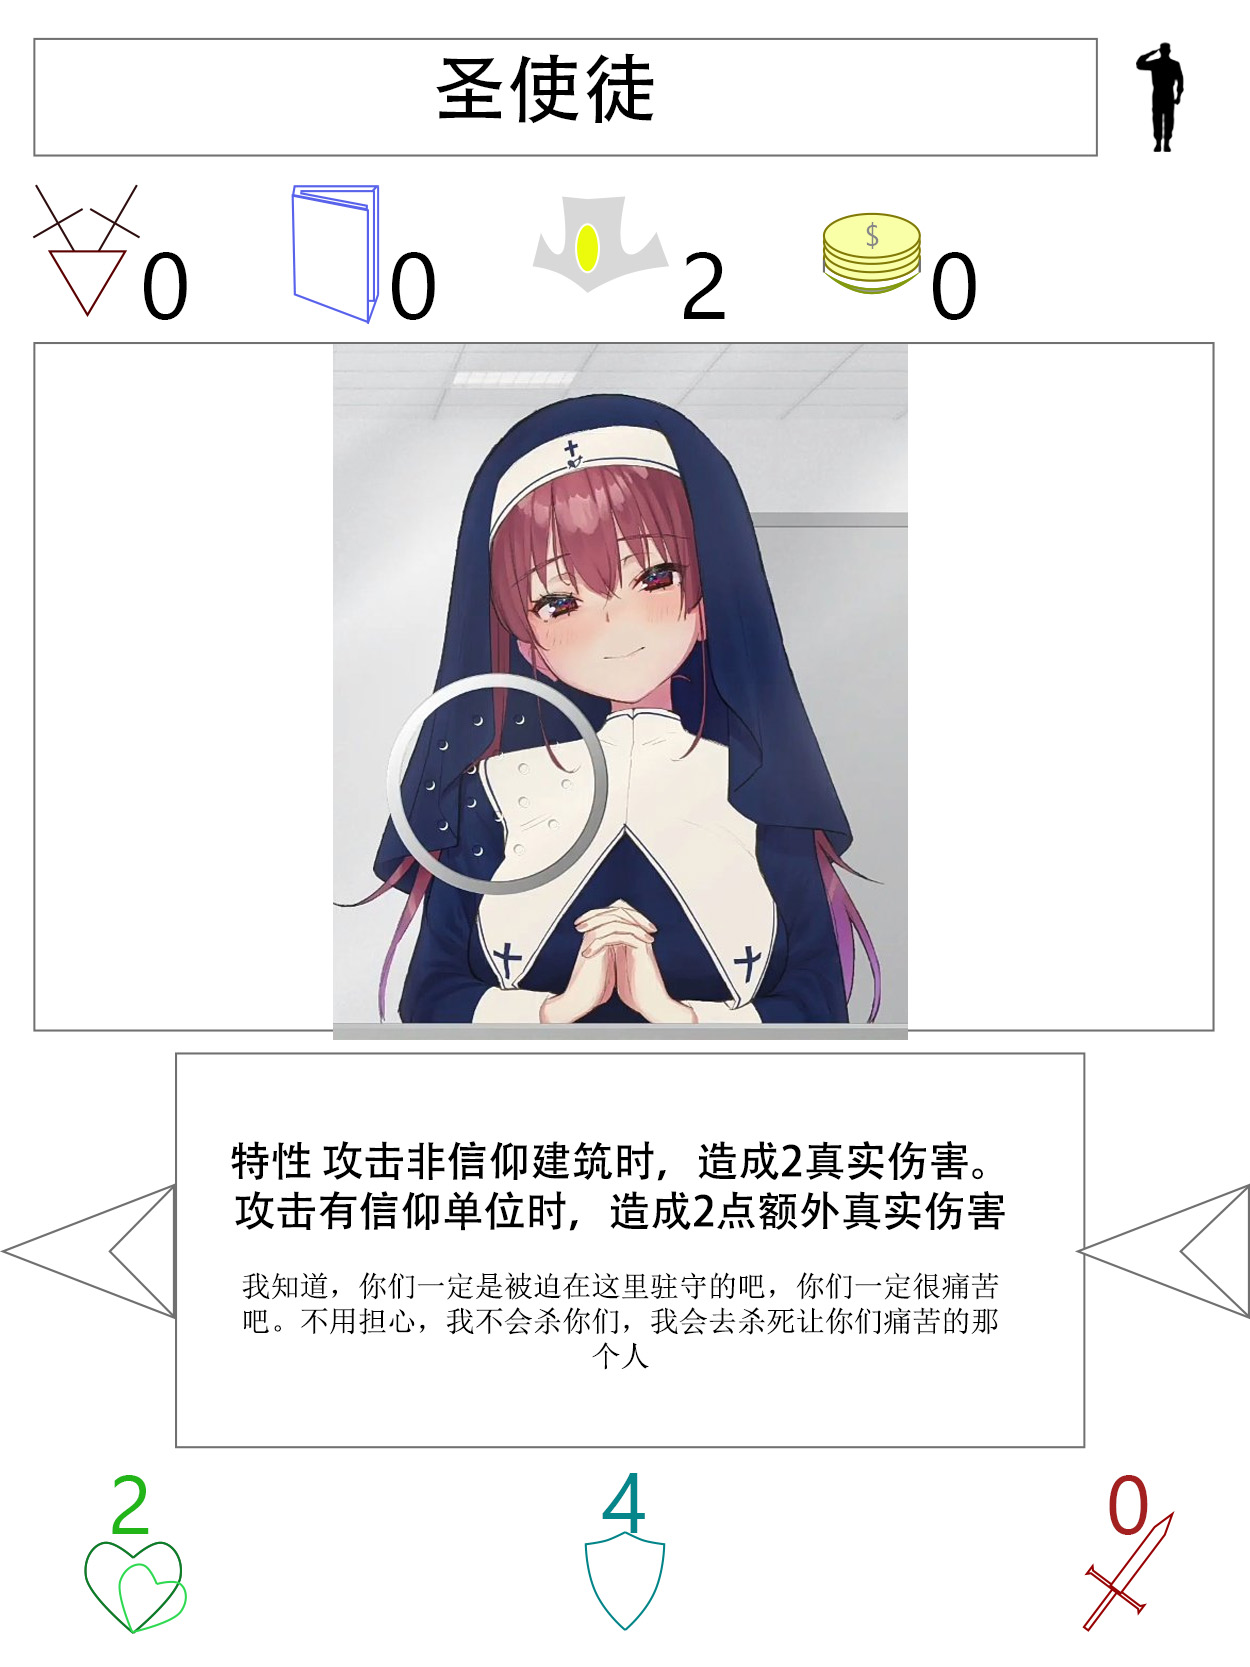 圣使徒
0 0 2 $ 0
特性 攻击非信仰建筑时，造成2真实伤害。
攻击有信仰单位时，造成2点额外真实伤害
我知道，你们一定是被迫在这里驻守的吧，你们一定很痛苦
吧。不用担心，我不会杀你们，我会去杀死让你们痛苦的那
个人
2 4 0